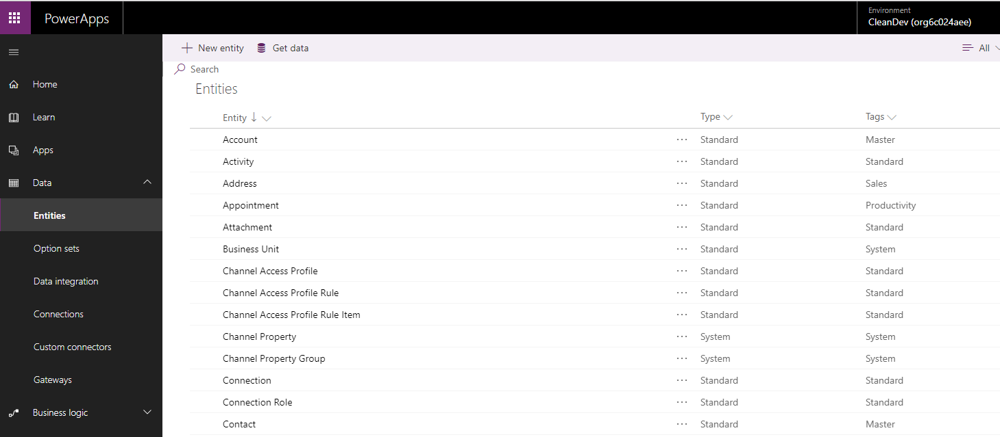 PowerApps
Environment
CleanDev (org6c024aee)
Home
Learn
Apps
Data
Entities
Option sets
Data integration
Connections
Custom connectors
Gateways
Business logic
New entity Get data All
Search
Entities
Entity Type Tags
Account ... Standard Master
Activity ... Standard Standard
Address ... Standard Sales
Appointment ... Standard Productivity
Attachment ... Standard Standard
Business Unit ... Standard System
Channel Access Profile ... Standard Standard
Channel Access Profile Rule ... Standard Standard
Channel Access Profile Rule Item ... Standard Standard
Channel Property ... System System
Channel Property Group ... System System
Connection ... Standard Standard
Connection Role ... Standard Standard
Contact ... Standard Master